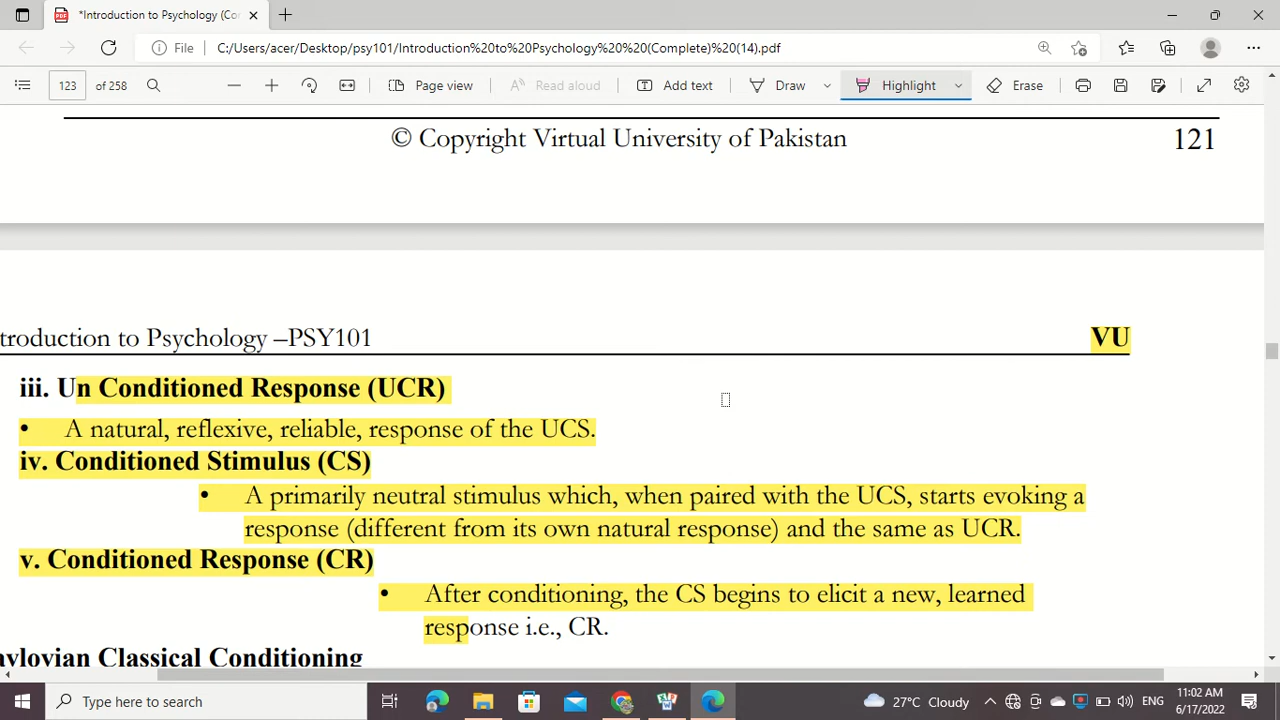 *Introduction to Psychology (Co
File C:/Users/acer/Desktop/psy101/Introduction%20to%20Psychology%20%20(Complete)%20(14).pdf
123 of 258 Page view Read aloud Add text Draw Highlight Erase
© Copyright Virtual University of Pakistan 121
troduction to Psychology –PSY101 VU
iii. Un Conditioned Response (UCR)
• A natural, reflexive, reliable, response of the UCS.
iv. Conditioned Stimulus (CS)
• A primarily neutral stimulus which, when paired with the UCS, starts evoking a
response (different from its own natural response) and the same as UCR.
v. Conditioned Response (CR)
• After conditioning, the CS begins to elicit a new, learned
response i.e., CR.
avlovian Classical Conditioning
Type here to search 27°C Cloudy ENG 11:02 AM
6/17/2022